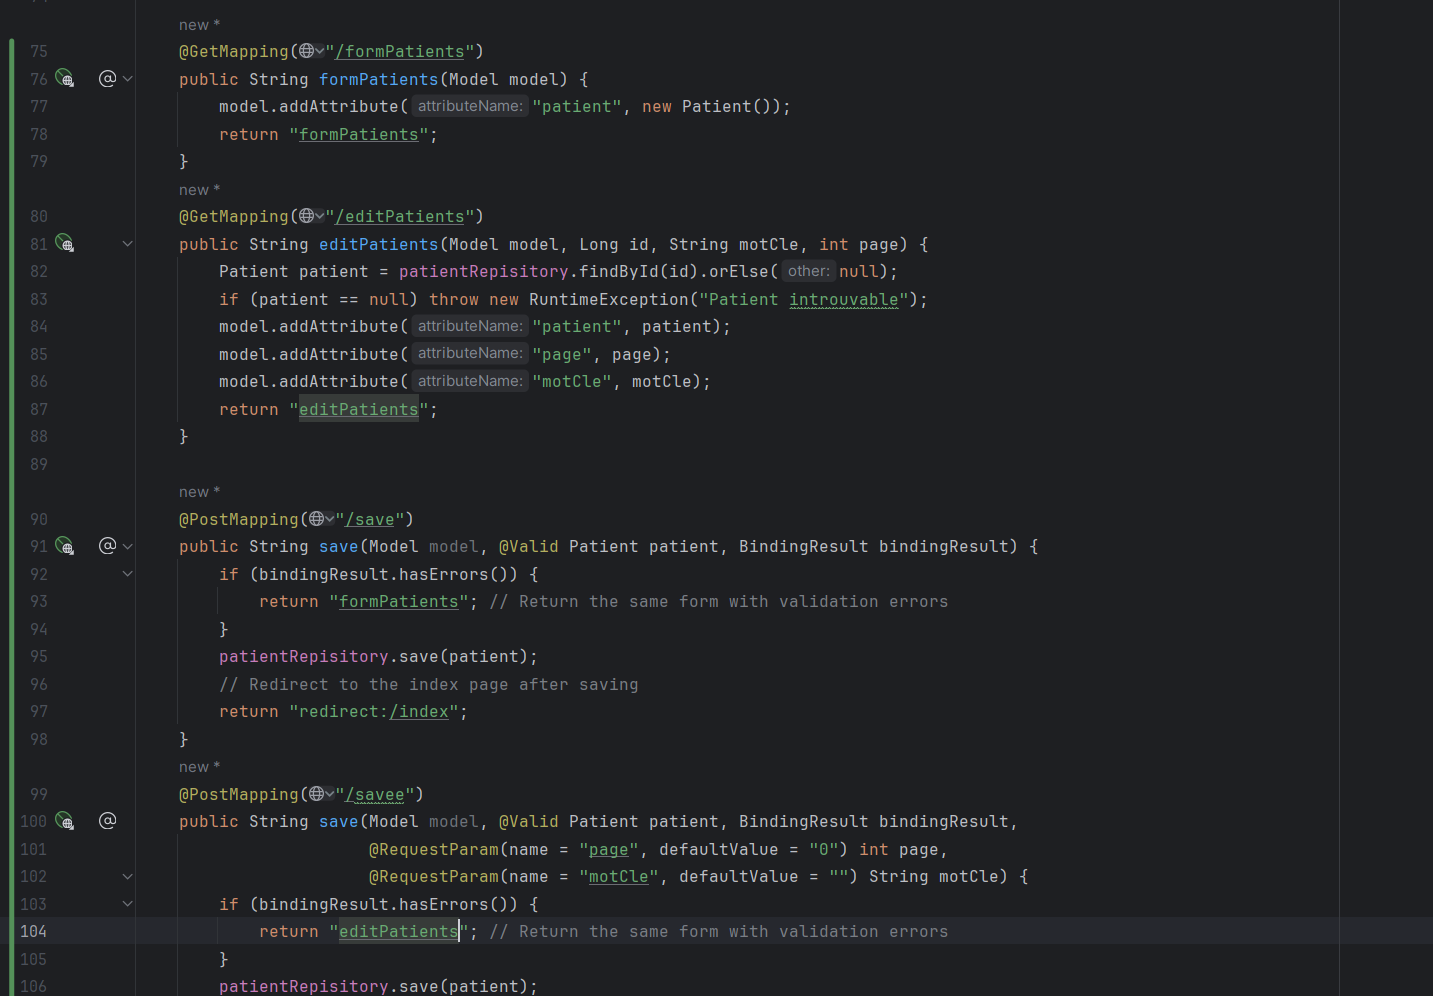 new *
75 @GetMapping("/formPatients")
76 @ public String formPatients(Model model) {
77 model.addAttribute( attributeName: "patient", new Patient());
78 return "formPatients";
79 }
new *
80 @GetMapping("/editPatients")
81 public String editPatients(Model model, Long id, String motCle, int page) {
82 Patient patient = patientRepisitory.findById(id).orElse( other: null);
83 if (patient == null) throw new RuntimeException("Patient introuvable");
84 model.addAttribute( attributeName: "patient", patient);
85 model.addAttribute( attributeName: "page", page);
86 model.addAttribute( attributeName: "motCle", motCle);
87 return "editPatients";
88 }
89
new *
90 @PostMapping("/save")
91 @ public String save(Model model, @Valid Patient patient, BindingResult bindingResult) {
92 if (bindingResult.hasErrors()) {
93 return "formPatients"; // Return the same form with validation errors
94 }
95 patientRepisitory.save(patient);
96 // Redirect to the index page after saving
97 return "redirect:/index";
98 }
new *
99 @PostMapping("/savee")
100 @ public String save(Model model, @Valid Patient patient, BindingResult bindingResult,
101 @RequestParam(name = "page", defaultValue = "0") int page,
102 @RequestParam(name = "motCle", defaultValue = "") String motCle) {
103 if (bindingResult.hasErrors()) {
104 return "editPatients"; // Return the same form with validation errors
105 }
106 patientRepisitory.save(patient);